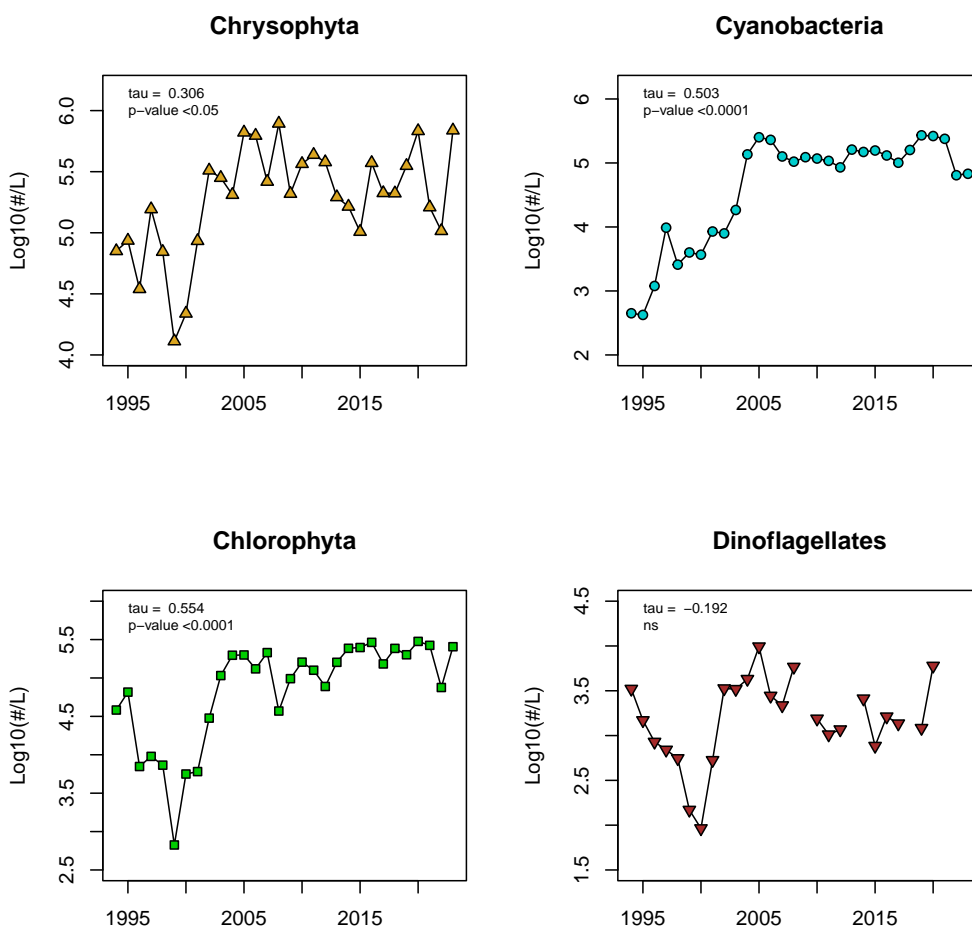 Chrysophyta
tau = 0.306
p−value <0.05
Log10(#/L)
6.0
5.5
5.0
4.5
4.0
1995
2005
2015
Cyanobacteria
tau = 0.503
p−value <0.0001
Log10(#/L)
6
5
4
3
2
1995
2005
2015
Chlorophyta
tau = 0.554
p−value <0.0001
Log10(#/L)
5.5
4.5
3.5
2.5
1995
2005
2015
Dinoflagellates
tau = −0.192
ns
Log10(#/L)
4.5
3.5
2.5
1.5
1995
2005
2015